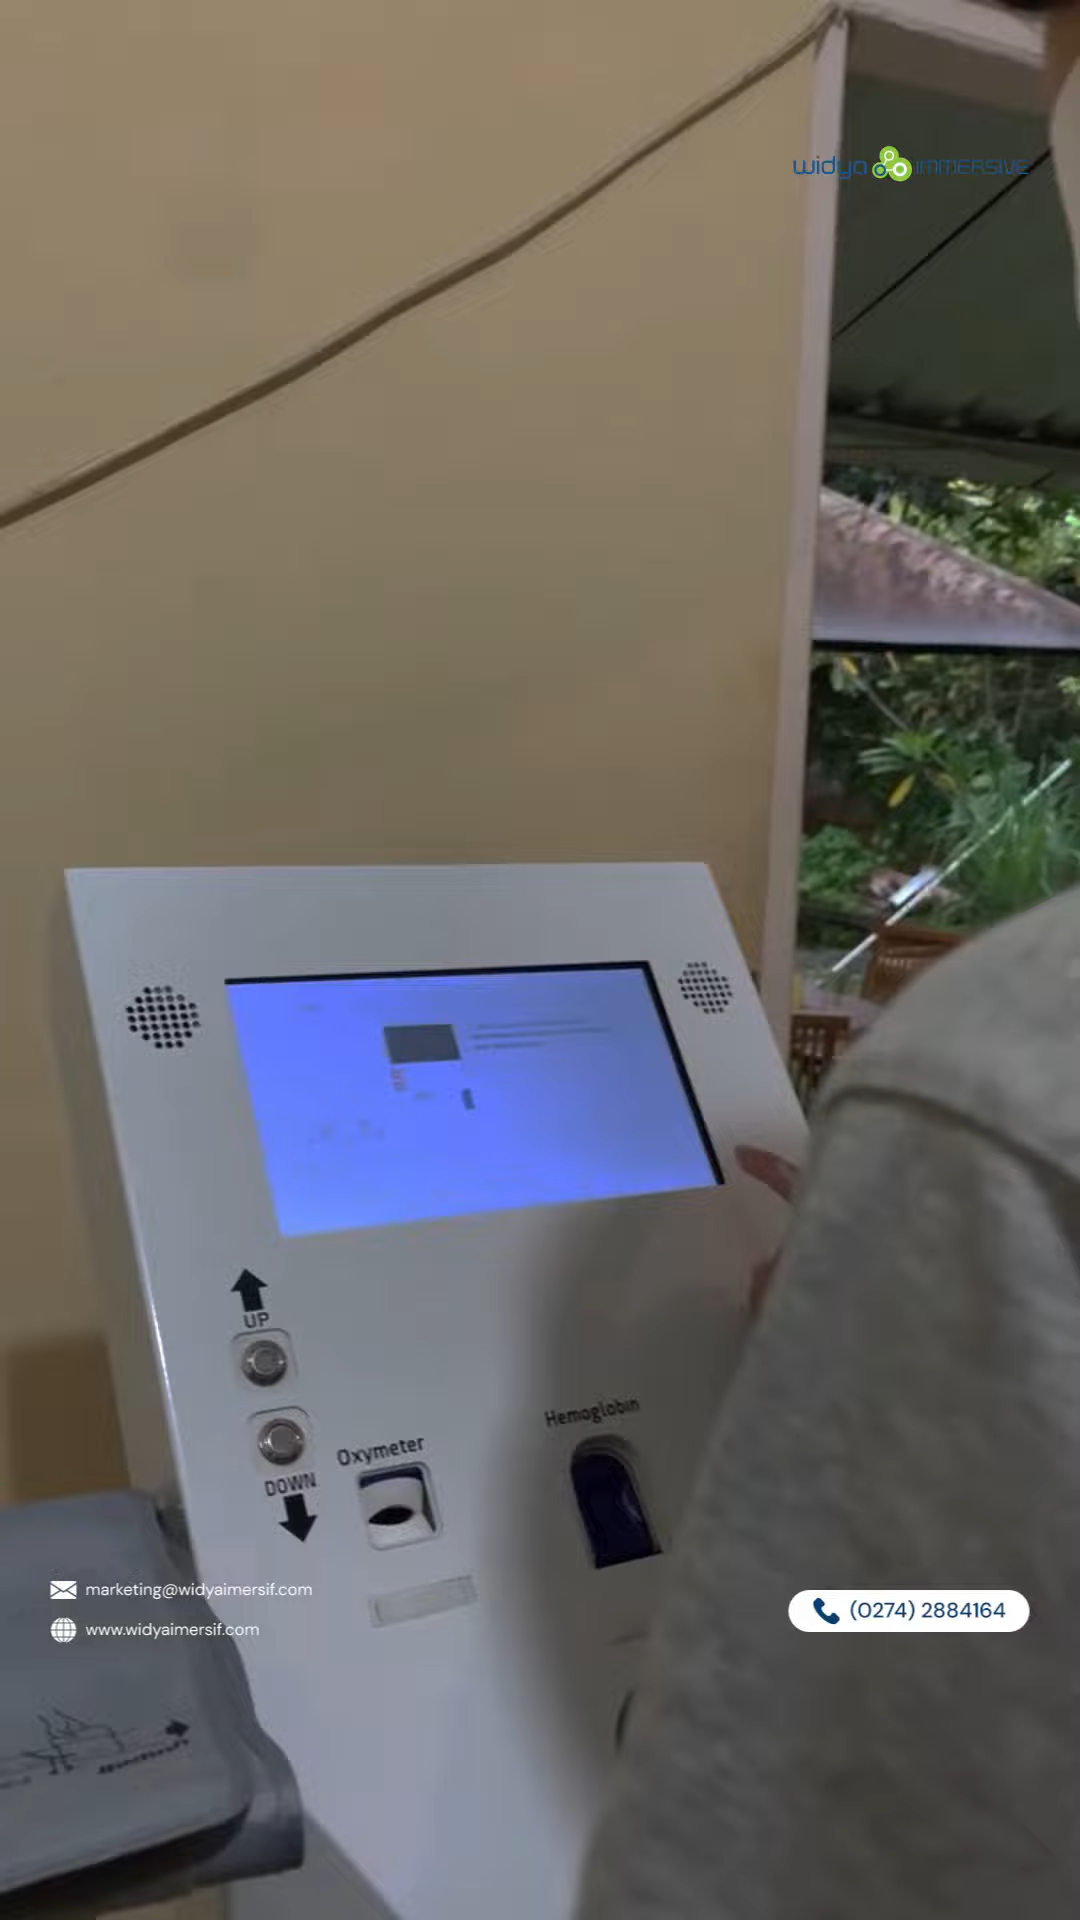 widya IMMERSIVE
UP
Hemoglobin
Oxymeter
DOWN
marketing@widyaimersif.com
www.widyaimersif.com
(0274) 2884164